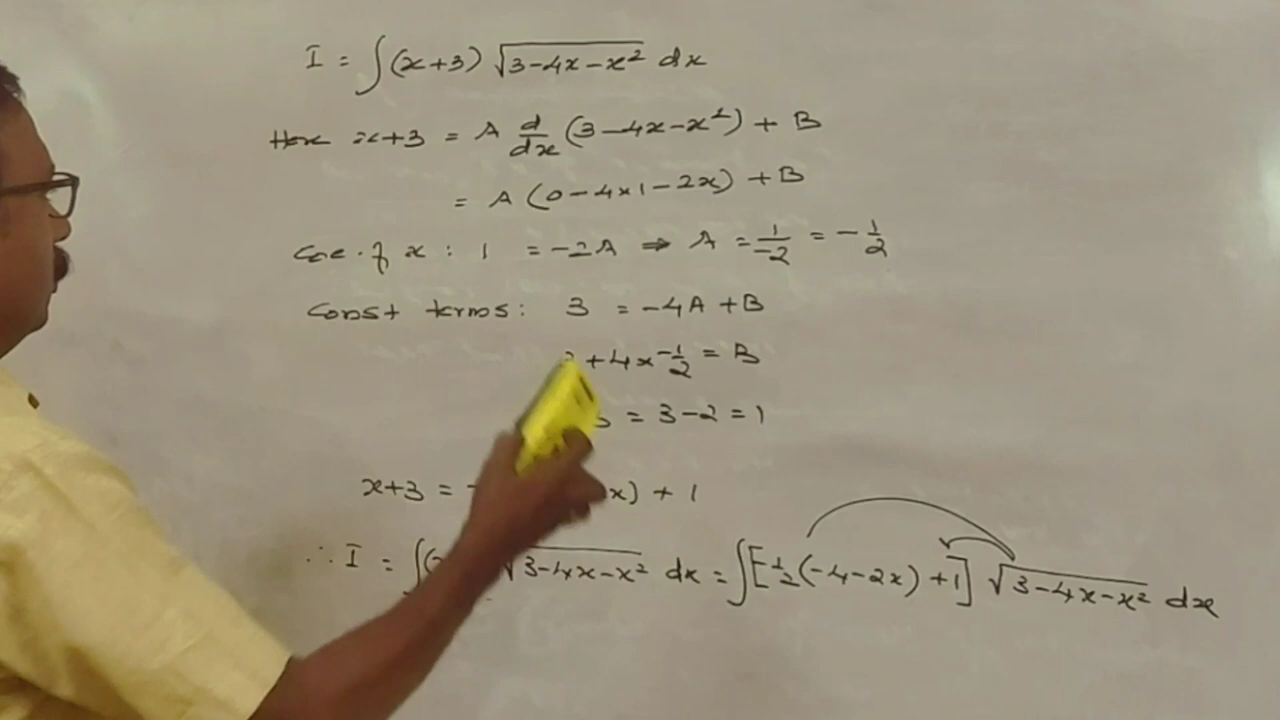 I = ∫(x+3) √3-4x-x² dx
Here x+3 = A d/dx (3-4x-x²) + B
= A (0-4×1-2x) + B
Coe. of x : 1 = -2A ⇒ A = 1/-2 = -1/2
Const terms: 3 = -4A + B
+4×-1/2 = B
= 3-2 = 1
x+3 = x) + 1
∴ I = ∫( √3-4x-x² dx = ∫[-1/2(-4-2x) +1] √3-4x-x² dx